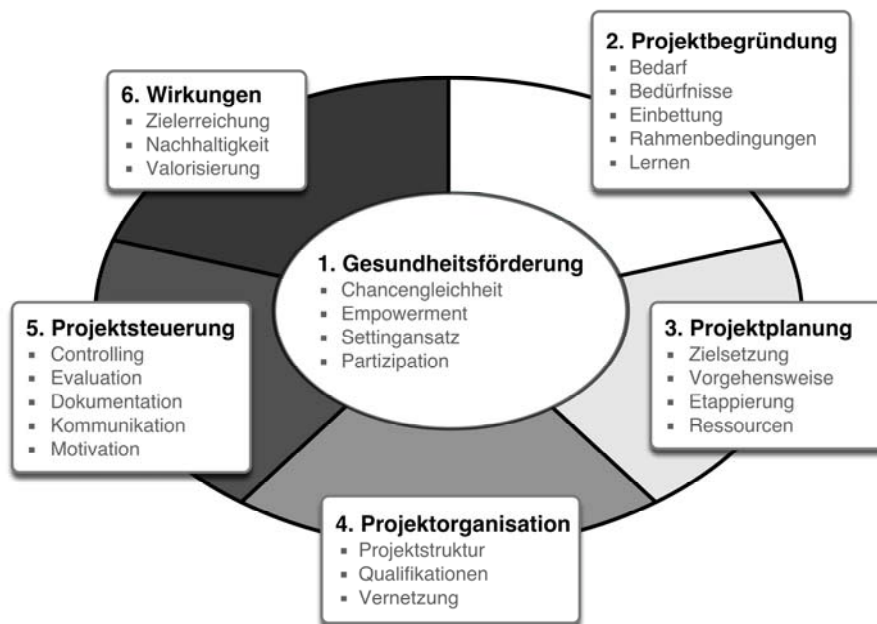 1. Gesundheitsförderung
Chancengleichheit
Empowerment
Settingansatz
Partizipation
2. Projektbegründung
Bedarf
Bedürfnisse
Einbettung
Rahmenbedingungen
Lernen
3. Projektplanung
Zielsetzung
Vorgehensweise
Etappierung
Ressourcen
4. Projektorganisation
Projektstruktur
Qualifikationen
Vernetzung
5. Projektsteuerung
Controlling
Evaluation
Dokumentation
Kommunikation
Motivation
6. Wirkungen
Zielerreichung
Nachhaltigkeit
Valorisierung